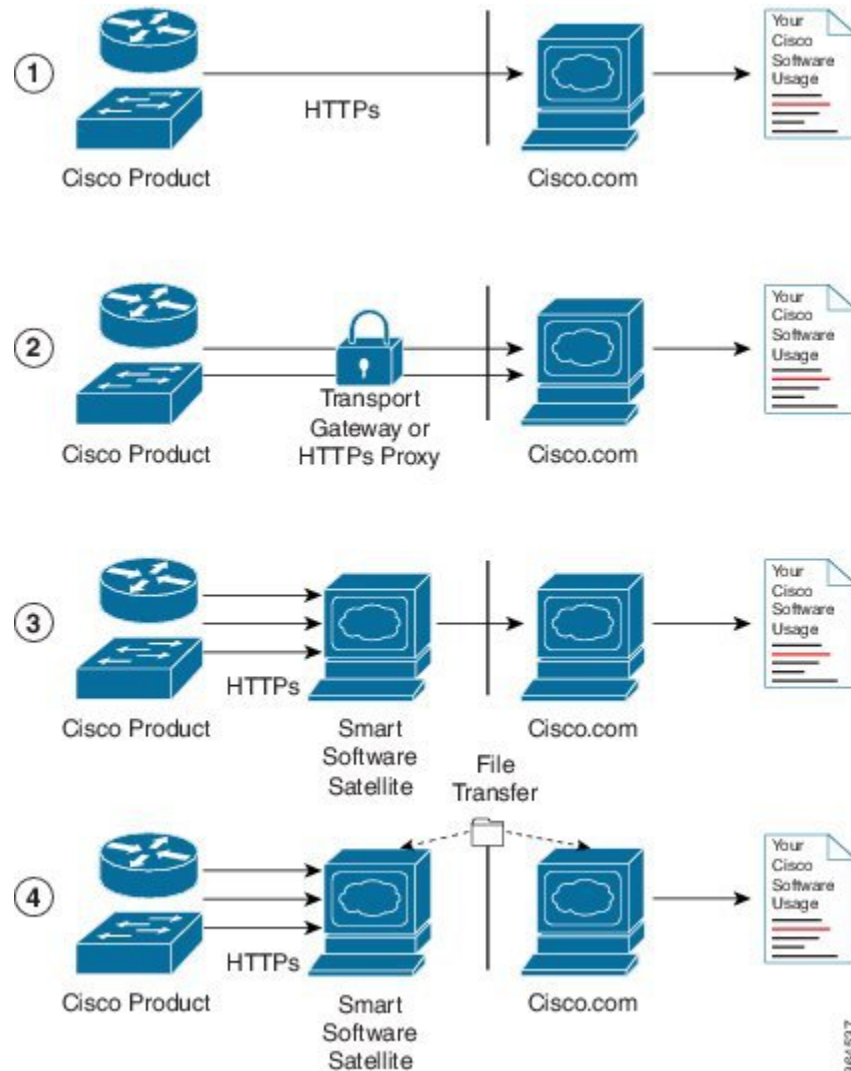 Your
Cisco
Software
Usage
1
HTTPs
Cisco Product
Cisco.com
Your
Cisco
Software
Usage
2
Transport
Gateway or
HTTPs Proxy
Cisco Product
Cisco.com
Your
Cisco
Software
Usage
3
HTTPs
Cisco Product
Smart
Software
Satellite
Cisco.com
File
Transfer
Your
Cisco
Software
Usage
4
HTTPs
Cisco Product
Smart
Software
Satellite
Cisco.com